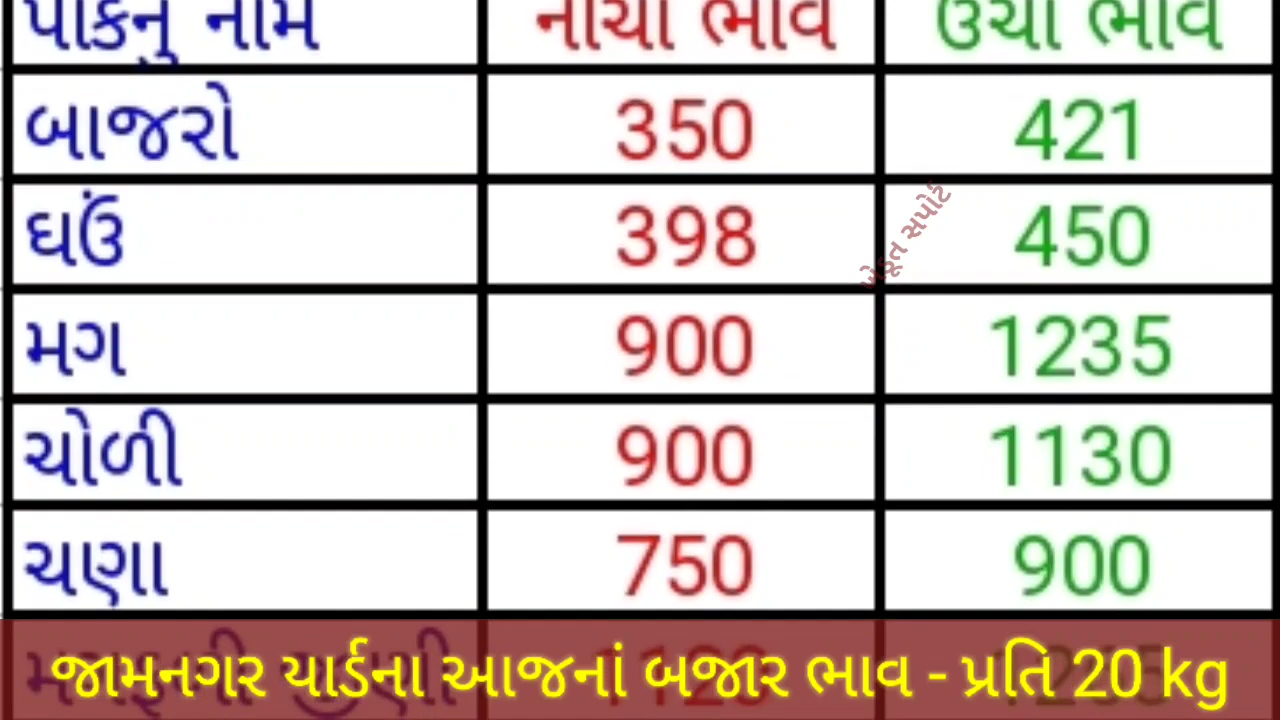 પાકનું નામ નીચા ભાવ ઉંચા ભાવ
બાજરો 350 421
ઘઉં 398 450
ખેડૂત સપોર્ટ
મગ 900 1235
ચોળી 900 1130
ચણા 750 900
જામનગર યાર્ડના આજનાં બજાર ભાવ - પ્રતિ 20 kg